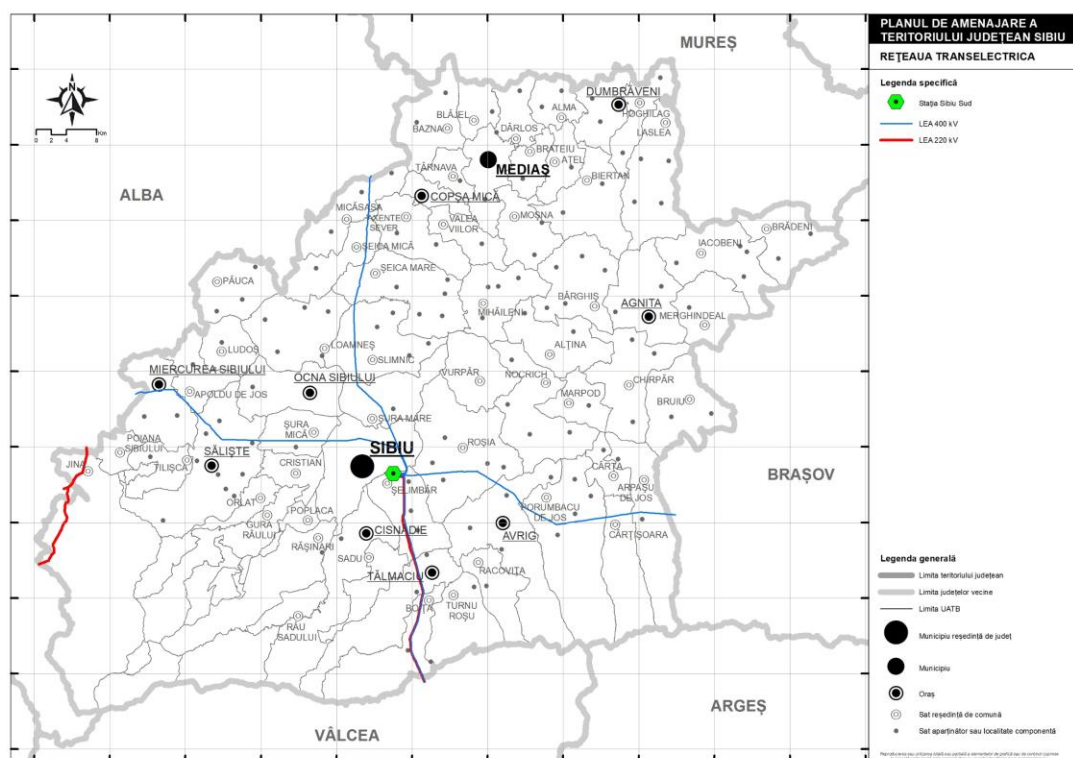 PLANUL DE AMENAJARE A
TERITORIULUI JUDEȚEAN SIBIU
REȚEAUA TRANSELECTRICA
Legenda specifică
Stația Sibiu Sud
LEA 400 kV
LEA 220 kV
N
0 2 4 8
Km
MUREȘ
ALBA
BRAȘOV
ARGEȘ
VÂLCEA
DUMBRĂVENI
HOGHILAG
LASLEA
ALMA
BLĂJEL
BAZNA
DÂRLOS
BRATEIU
AȚEL
MEDIAȘ
BIERTAN
TÂRNAVA
COPȘA MICĂ
MICĂSASA
AXENTE
SEVER
VALEA
VIILOR
MOȘNA
BRĂDENI
IACOBENI
ȘEICA MICĂ
ȘEICA MARE
PĂUCA
BÂRGHIȘ
AGNITA
MIHĂILENI
MERGHINDEAL
LUDOȘ
LOAMNEȘ
SLIMNIC
ALȚINA
MIERCUREA SIBIULUI
OCNA SIBIULUI
VURPĂR
NOCRICH
CHIRPĂR
APOLDU DE JOS
MARPOD
BRUIU
ȘURA MARE
ȘURA
MICĂ
POIANA
SIBIULUI
SIBIU
ROȘIA
SĂLIȘTE
JINA
TILIȘCA
CRISTIAN
ȘELIMBĂR
CÂRȚA
ARPAȘU
DE JOS
ORLAT
POPLACA
PORUMBACU
DE JOS
GURA
RÂULUI
CISNĂDIE
AVRIG
CÂRȚIȘOARA
RĂȘINARI
SADU
TĂLMACIU
RACOVIȚA
BOIȚA
TURNU
ROȘU
RÂU
SADULUI
Legenda generală
Limita teritoriului județean
Limita județelor vecine
Limita UATB
Municipiu reședință de județ
Municipiu
Oraș
Sat reședință de comună
Sat aparținător sau localitate componentă